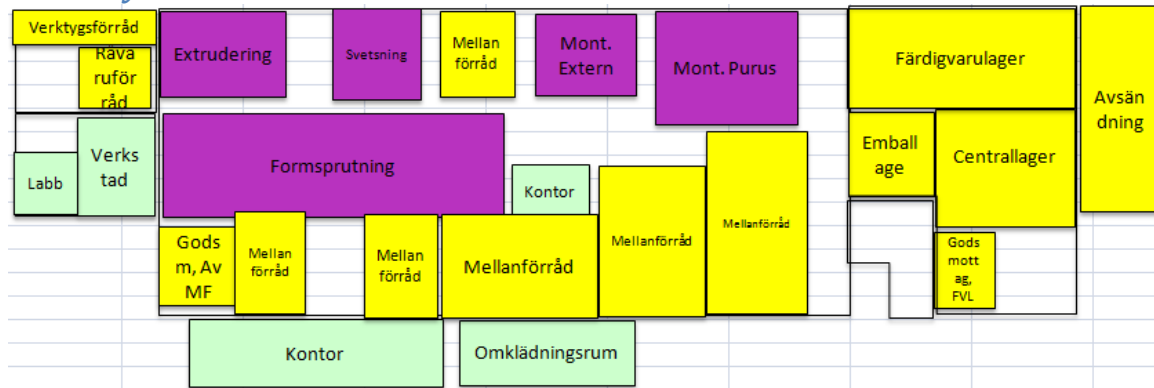 Verktygsförråd
Råva
ruför
råd
Extrudering
Svetsning
Mellan
förråd
Mont.
Extern
Mont. Purus
Färdigvarulager
Avsän
dning
Labb
Verks
tad
Formsprutning
Kontor
Emball
age
Centrallager
Gods
m, Av
MF
Mellan
förråd
Mellan
förråd
Mellanförråd
Mellanförråd
Mellanförråd
Gods
mott
ag,
FVL
Kontor
Omklädningsrum